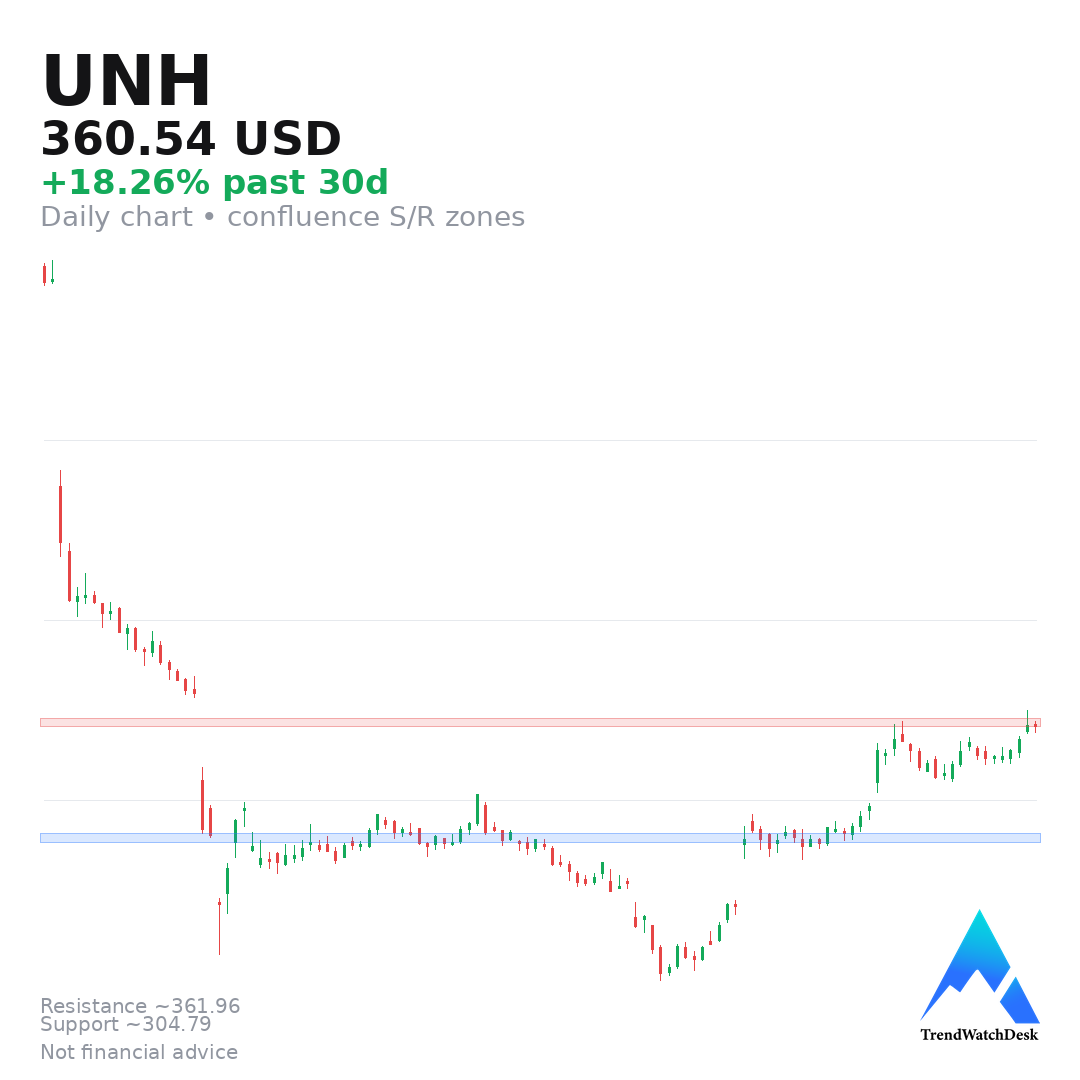 UNH
360.54 USD
+18.26% past 30d
Daily chart • confluence S/R zones
Resistance ~361.96
Support ~304.79
Not financial advice
TrendWatchDesk